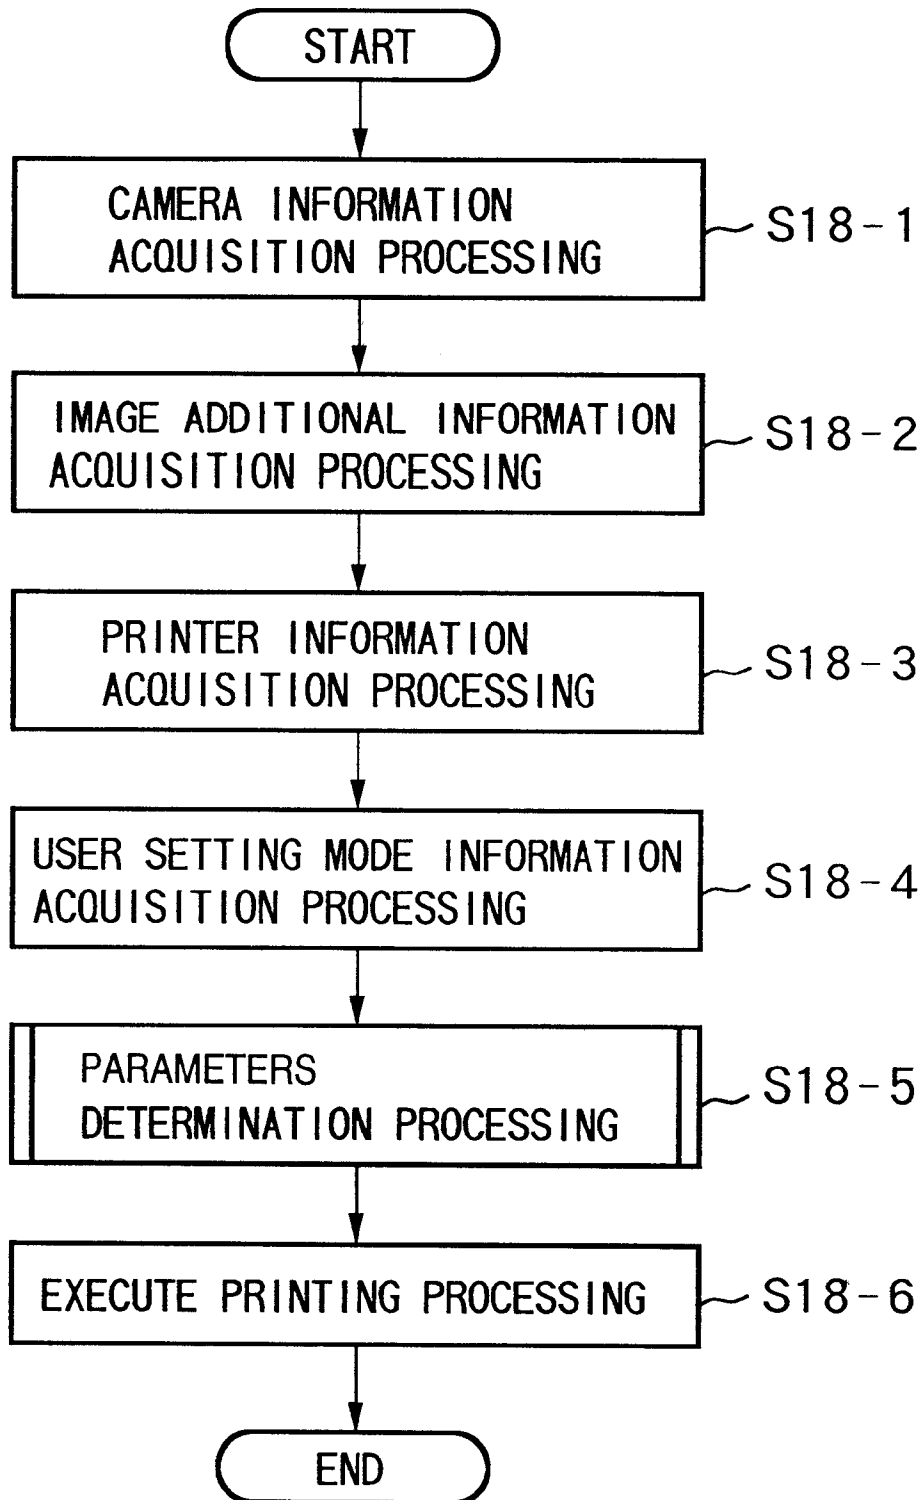 START
CAMERA INFORMATION
ACQUISITION PROCESSING
S18-1
IMAGE ADDITIONAL INFORMATION
ACQUISITION PROCESSING
S18-2
PRINTER INFORMATION
ACQUISITION PROCESSING
S18-3
USER SETTING MODE INFORMATION
ACQUISITION PROCESSING
S18-4
PARAMETERS
DETERMINATION PROCESSING
S18-5
EXECUTE PRINTING PROCESSING
S18-6
END